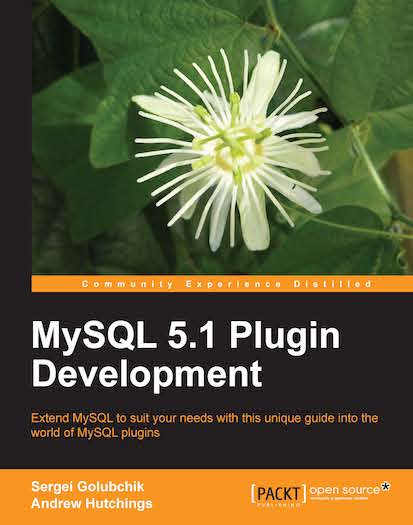 Community Experience Distilled
MySQL 5.1 Plugin
Development
Extend MySQL to suit your needs with this unique guide into the
world of MySQL plugins
Sergei Golubchik
Andrew Hutchings
[PACKT] open source*
PUBLISHING